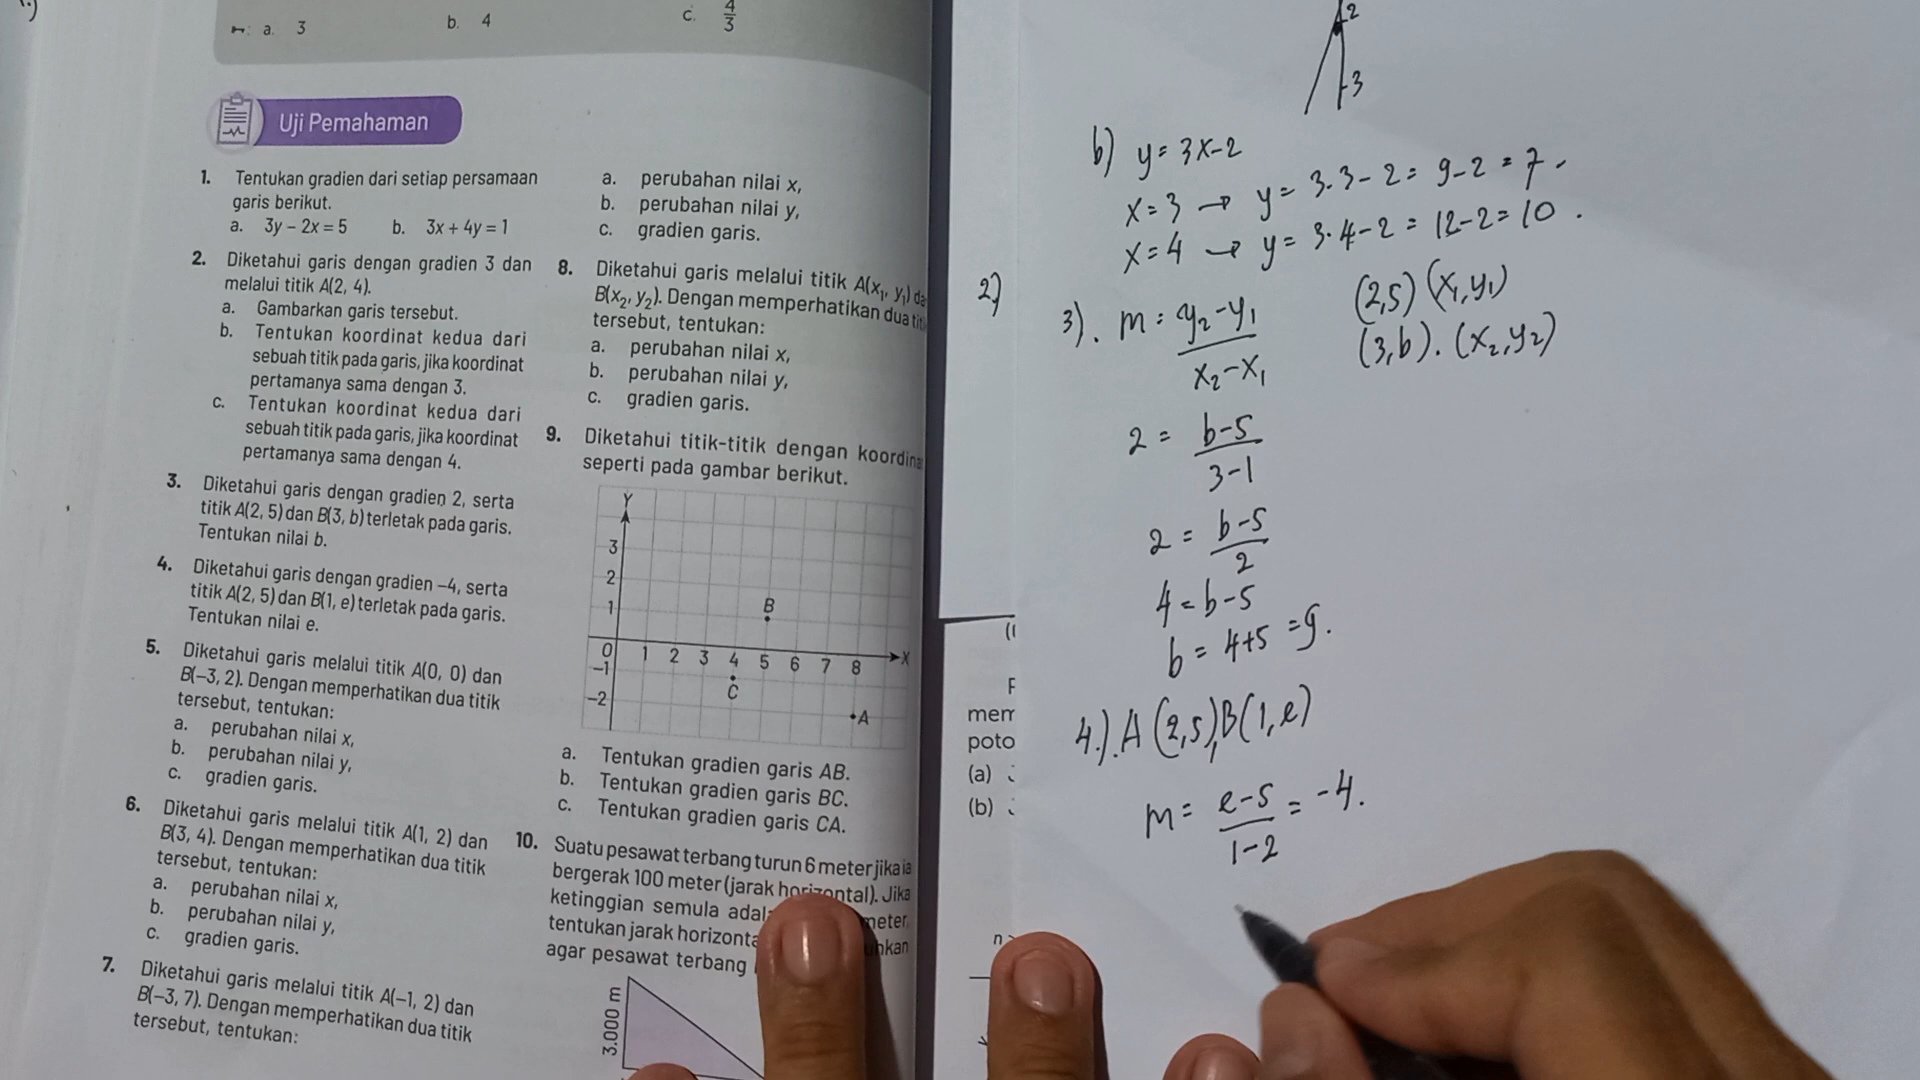 a. 3 b. 4 c. 4/3
Uji Pemahaman
1. Tentukan gradien dari setiap persamaan
garis berikut.
a. 3y – 2x = 5 b. 3x + 4y = 1
2. Diketahui garis dengan gradien 3 dan
melalui titik A(2, 4).
a. Gambarkan garis tersebut.
b. Tentukan koordinat kedua dari
sebuah titik pada garis, jika koordinat
pertamanya sama dengan 3.
c. Tentukan koordinat kedua dari
sebuah titik pada garis, jika koordinat
pertamanya sama dengan 4.
3. Diketahui garis dengan gradien 2, serta
titik A(2, 5) dan B(3, b) terletak pada garis.
Tentukan nilai b.
4. Diketahui garis dengan gradien –4, serta
titik A(2, 5) dan B(1, e) terletak pada garis.
Tentukan nilai e.
5. Diketahui garis melalui titik A(0, 0) dan
B(–3, 2). Dengan memperhatikan dua titik
tersebut, tentukan:
a. perubahan nilai x,
b. perubahan nilai y,
c. gradien garis.
6. Diketahui garis melalui titik A(1, 2) dan
B(3, 4). Dengan memperhatikan dua titik
tersebut, tentukan:
a. perubahan nilai x,
b. perubahan nilai y,
c. gradien garis.
7. Diketahui garis melalui titik A(–1, 2) dan
B(–3, 7). Dengan memperhatikan dua titik
tersebut, tentukan:
a. perubahan nilai x,
b. perubahan nilai y,
c. gradien garis.
8. Diketahui garis melalui titik A(x₁, y₁) da
B(x₂, y₂). Dengan memperhatikan dua tit
tersebut, tentukan:
a. perubahan nilai x,
b. perubahan nilai y,
c. gradien garis.
9. Diketahui titik-titik dengan koordina
seperti pada gambar berikut.
Y
3
2
1
B
0 1 2 3 4 5 6 7 8 X
–1
C
–2
A
a. Tentukan gradien garis AB.
b. Tentukan gradien garis BC.
c. Tentukan gradien garis CA.
10. Suatu pesawat terbang turun 6 meter jika ia
bergerak 100 meter (jarak horizontal). Jika
ketinggian semula adal meter,
tentukan jarak horizonta hkan
agar pesawat terbang
3.000 m
mem
poto
(a)
(b)
n
2
-3
b) y = 3x-2
x=3 → y = 3.3-2 = 9-2 = 7.
x=4 → y = 3.4-2 = 12-2 = 10.
2)
3). m = y₂-y₁ / x₂-x₁ (2,5) (x₁,y₁)
(3,b). (x₂,y₂)
2 = b-5 / 3-1
2 = b-5 / 2
4 = b-5
b = 4+5 = 9.
4.). A (2,5), B(1,e)
m = e-5 / 1-2 = -4.